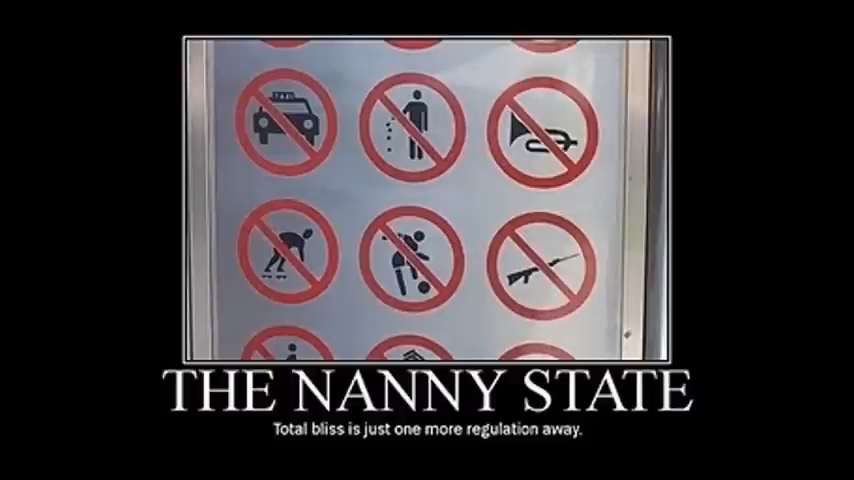 THE NANNY STATE
Total bliss is just one more regulation away.